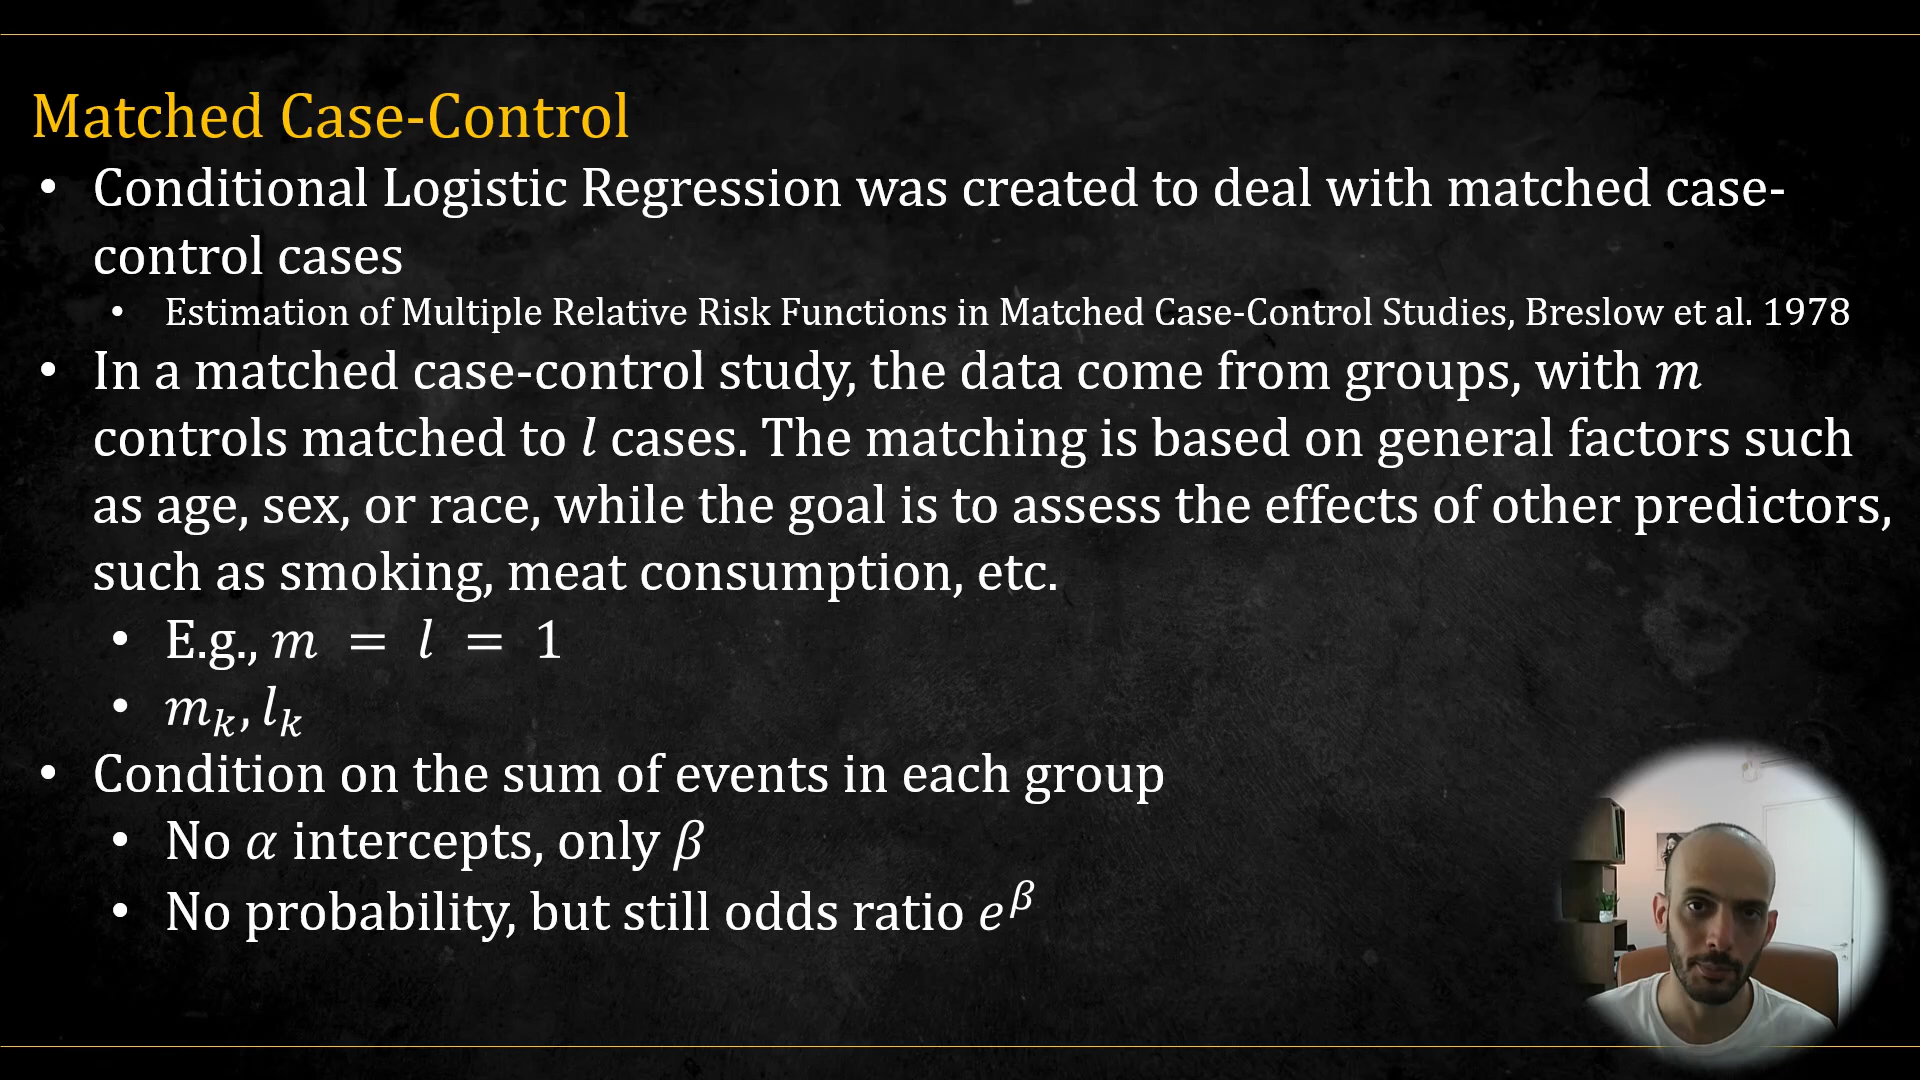 Matched Case-Control
• Conditional Logistic Regression was created to deal with matched case-
control cases
• Estimation of Multiple Relative Risk Functions in Matched Case-Control Studies, Breslow et al. 1978
• In a matched case-control study, the data come from groups, with m
controls matched to l cases. The matching is based on general factors such
as age, sex, or race, while the goal is to assess the effects of other predictors,
such as smoking, meat consumption, etc.
• E.g., m = l = 1
• mₖ, lₖ
• Condition on the sum of events in each group
• No α intercepts, only β
• No probability, but still odds ratio e^β